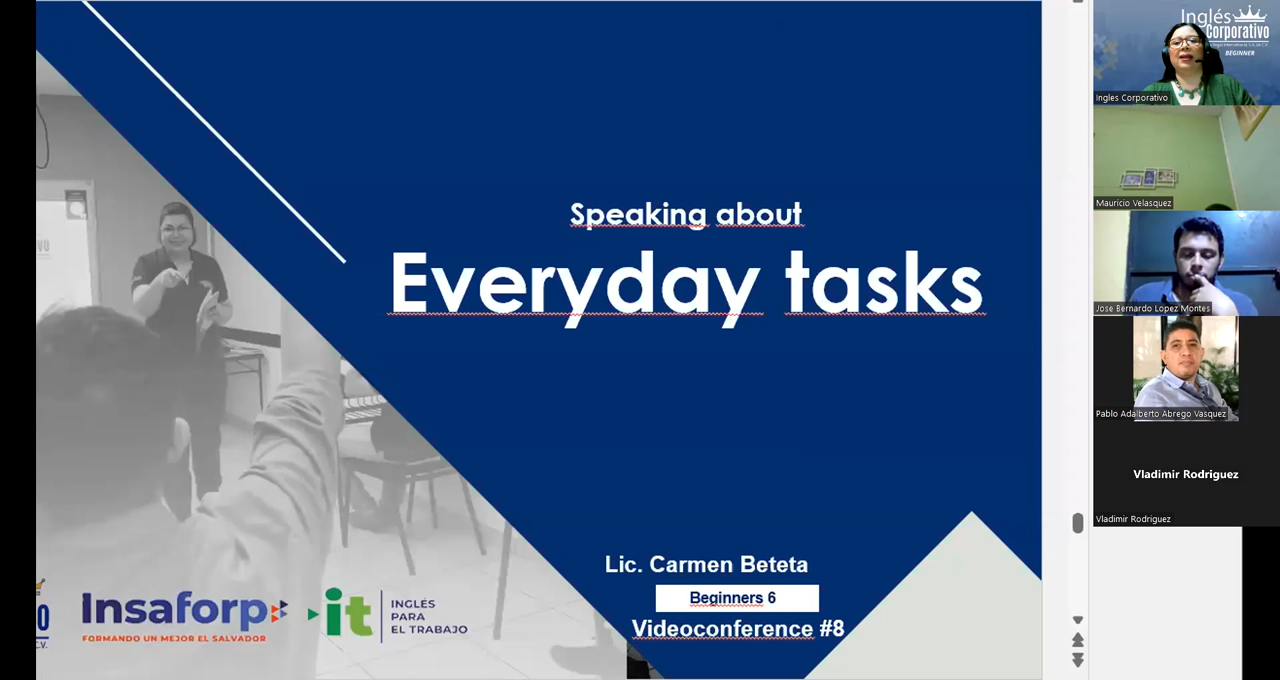 Speaking about
Everyday tasks
Lic. Carmen Beteta
Beginners 6
Videoconference #8
Insaforp
FORMANDO UN MEJOR EL SALVADOR
it
INGLÉS
PARA
EL TRABAJO
C.V.
Inglés
Corporativo
BEGINNER
Ingles Corporativo
Mauricio Velasquez
Jose Bernardo Lopez Montes
Pablo Adalberto Abrego Vasquez
Vladimir Rodriguez
Vladimir Rodriguez